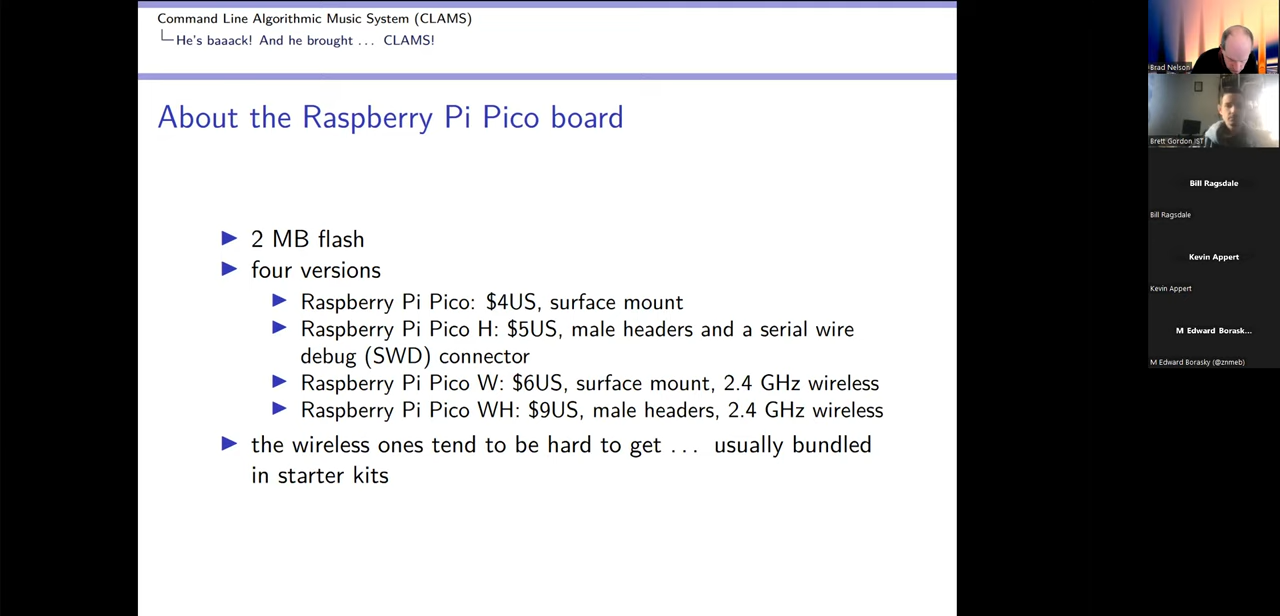 Command Line Algorithmic Music System (CLAMS)
He's baaack! And he brought ... CLAMS!
About the Raspberry Pi Pico board
2 MB flash
four versions
Raspberry Pi Pico: $4US, surface mount
Raspberry Pi Pico H: $5US, male headers and a serial wire
debug (SWD) connector
Raspberry Pi Pico W: $6US, surface mount, 2.4 GHz wireless
Raspberry Pi Pico WH: $9US, male headers, 2.4 GHz wireless
the wireless ones tend to be hard to get ... usually bundled
in starter kits
Brad Nelson
Brett Gordon IST
Bill Ragsdale
Bill Ragsdale
Kevin Appert
Kevin Appert
M Edward Borask...
M Edward Borasky (@znmeb)